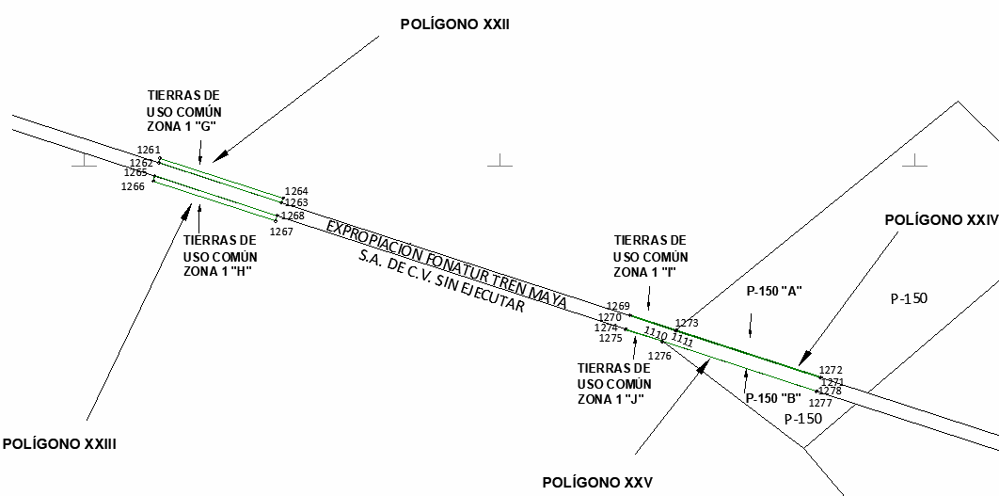 POLÍGONO XXII
TIERRAS DE
USO COMÚN
ZONA 1 "G"
1261
1262
1265
1266
1264
1263
1268
1267
TIERRAS DE
USO COMÚN
ZONA 1 "H"
POLÍGONO XXIII
EXPROPIACIÓN FONATUR TREN MAYA
S.A. DE C.V. SIN EJECUTAR
TIERRAS DE
USO COMÚN
ZONA 1 "I"
1269
1270
1274
1275
1110
1111
1273
1276
TIERRAS DE
USO COMÚN
ZONA 1 "J"
POLÍGONO XXIV
P-150 "A"
P-150
1272
1271
1278
1277
P-150 "B"
P-150
POLÍGONO XXV